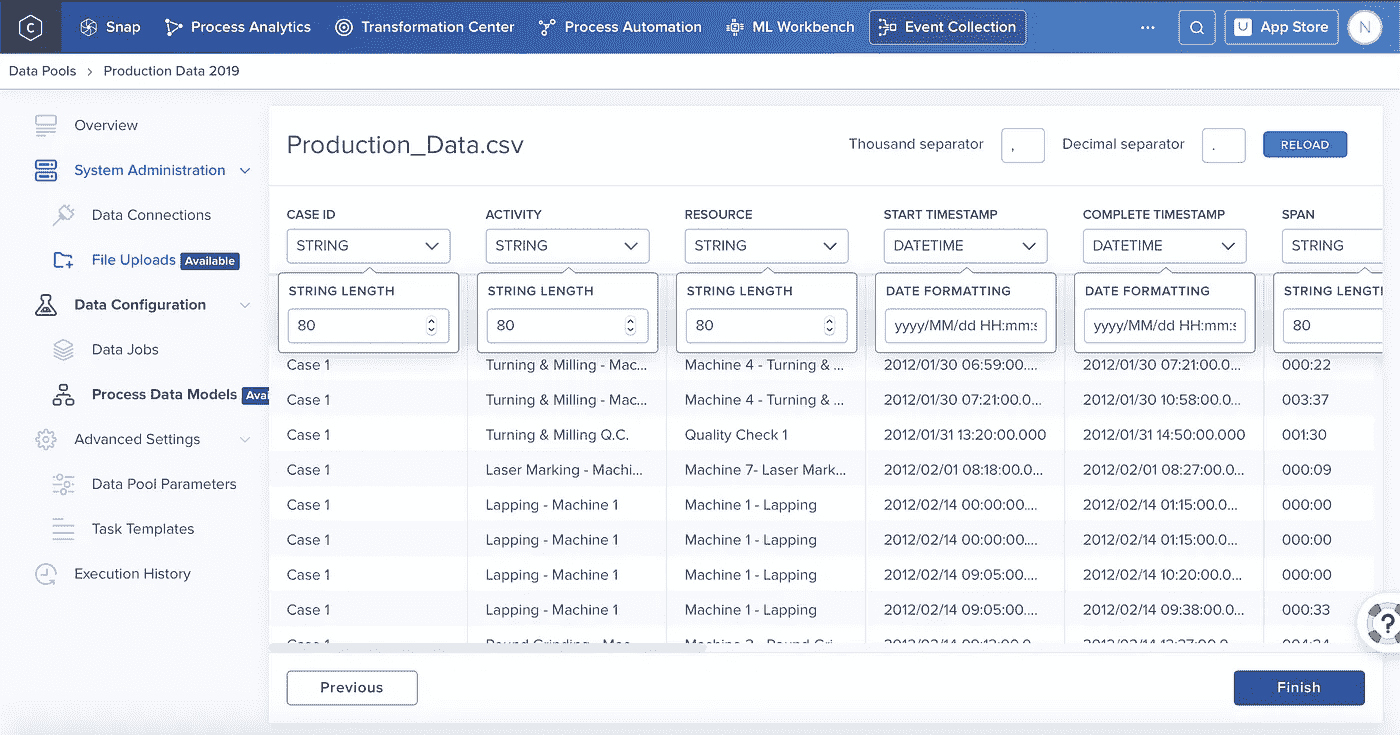 C Snap Process Analytics Transformation Center Process Automation ML Workbench Event Collection ... U App Store N
Data Pools > Production Data 2019
Overview
System Administration
Data Connections
File Uploads Available
Data Configuration
Data Jobs
Process Data Models Avai
Advanced Settings
Data Pool Parameters
Task Templates
Execution History
Production_Data.csv Thousand separator , Decimal separator . RELOAD
CASE ID ACTIVITY RESOURCE START TIMESTAMP COMPLETE TIMESTAMP SPAN
STRING STRING STRING DATETIME DATETIME STRING
STRING LENGTH STRING LENGTH STRING LENGTH DATE FORMATTING DATE FORMATTING STRING LENGTH
80 80 80 yyyy/MM/dd HH:mm:s yyyy/MM/dd HH:mm:s 80
Case 1 Turning & Milling - Mac... Machine 4 - Turning & ... 2012/01/30 06:59:00.... 2012/01/30 07:21:00.0... 000:22
Case 1 Turning & Milling - Mac... Machine 4 - Turning & ... 2012/01/30 07:21:00.0... 2012/01/30 10:58:00.0... 003:37
Case 1 Turning & Milling Q.C. Quality Check 1 2012/01/31 13:20:00.000 2012/01/31 14:50:00.000 001:30
Case 1 Laser Marking - Machi... Machine 7- Laser Mark... 2012/02/01 08:18:00.0... 2012/02/01 08:27:00.0... 000:09
Case 1 Lapping - Machine 1 Machine 1 - Lapping 2012/02/14 00:00:00.... 2012/02/14 01:15:00.0... 000:00
Case 1 Lapping - Machine 1 Machine 1 - Lapping 2012/02/14 00:00:00.... 2012/02/14 01:15:00.0... 000:00
Case 1 Lapping - Machine 1 Machine 1 - Lapping 2012/02/14 09:05:00.... 2012/02/14 10:20:00.0... 000:00
Case 1 Lapping - Machine 1 Machine 1 - Lapping 2012/02/14 09:05:00.... 2012/02/14 09:38:00.0... 000:33
?
Previous Finish